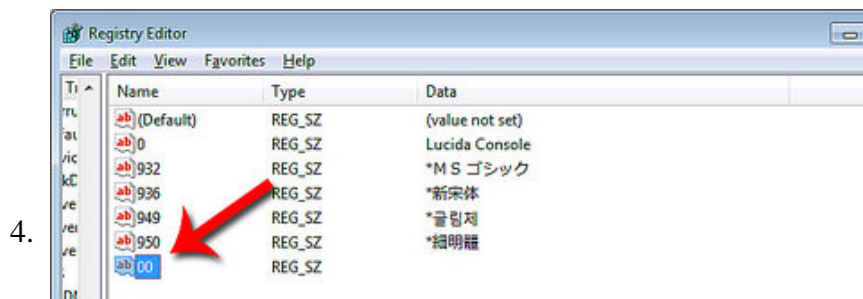 Registry Editor
File Edit View Favorites Help
Name Type Data
(Default) REG_SZ (value not set)
0 REG_SZ Lucida Console
932 REG_SZ *ＭＳ ゴシック
936 REG_SZ *新宋体
949 REG_SZ *굴림체
950 REG_SZ *細明體
00 REG_SZ
4.